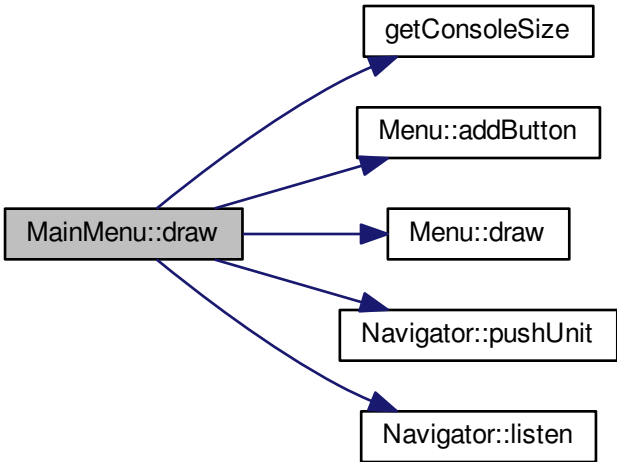 getConsoleSize
Menu::addButton
MainMenu::draw
Menu::draw
Navigator::pushUnit
Navigator::listen